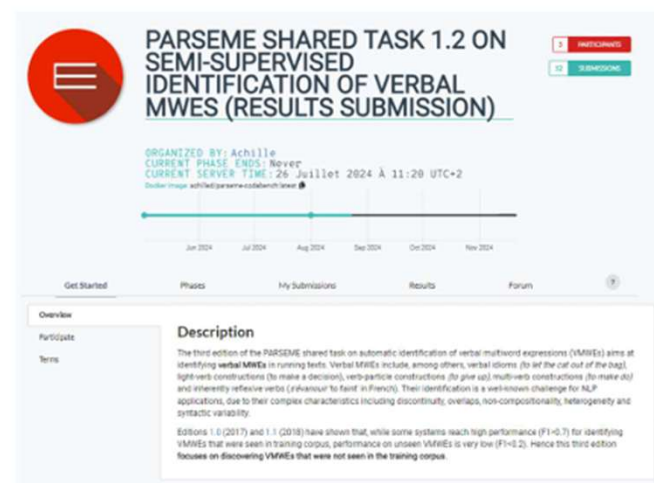 PARSEME SHARED TASK 1.2 ON
SEMI-SUPERVISED
IDENTIFICATION OF VERBAL
MWES (RESULTS SUBMISSION)
3 PARTICIPANTS
12 SUBMISSIONS
ORGANIZED BY: Achille
CURRENT PHASE ENDS: Never
CURRENT SERVER TIME: 26 Juillet 2024 À 11:20 UTC+2
Docker image: achilled/parseme-codabench:latest
Jun 2024 Jul 2024 Aug 2024 Sep 2024 Oct 2024 Nov 2024
Get Started Phases My Submissions Results Forum ?
Overview
Participate
Terms
Description
The third edition of the PARSEME shared task on automatic identification of verbal multiword expressions (VMWEs) aims at
identifying verbal MWEs in running texts. Verbal MWEs include, among others, verbal idioms (to let the cat out of the bag),
light-verb constructions (to make a decision), verb-particle constructions (to give up), multi-verb constructions (to make do)
and inherently reflexive verbs (s'évanouir 'to faint' in French). Their identification is a well-known challenge for NLP
applications, due to their complex characteristics including discontinuity, overlaps, non-compositionality, heterogeneity and
syntactic variability.
Editions 1.0 (2017) and 1.1 (2018) have shown that, while some systems reach high performance (F1<0.7) for identifying
VMWEs that were seen in training corpus, performance on unseen VMWEs is very low (F1<0.2). Hence this third edition
focuses on discovering VMWEs that were not seen in the training corpus.